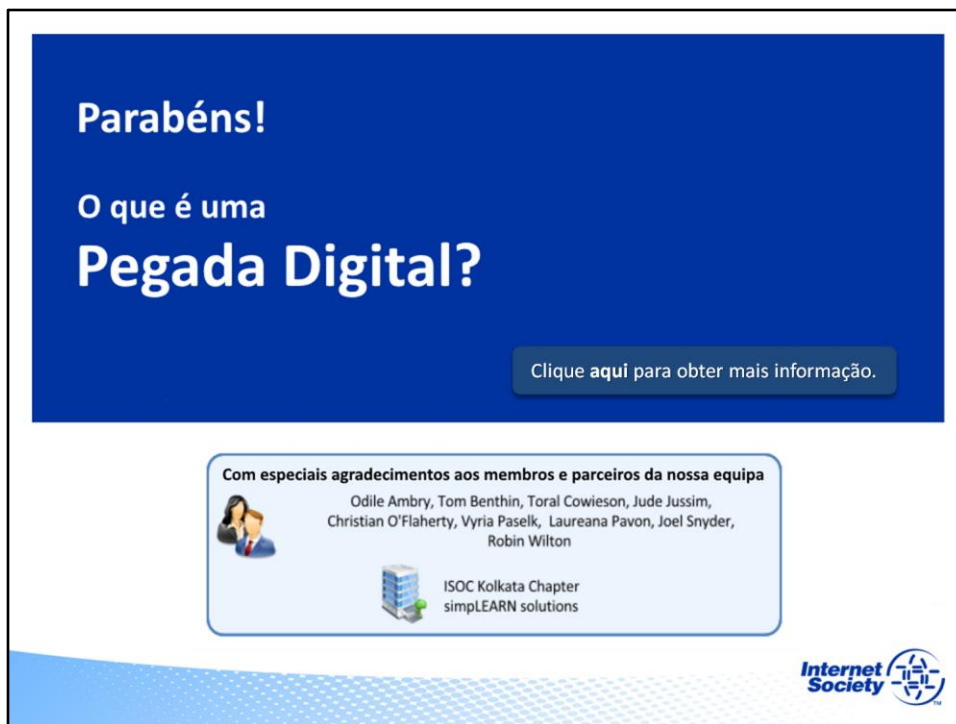 Parabéns!
O que é uma
Pegada Digital?
Clique aqui para obter mais informação.
Com especiais agradecimentos aos membros e parceiros da nossa equipa
Odile Ambry, Tom Benthin, Toral Cowieson, Jude Jussim,
Christian O'Flaherty, Vyria Paselk, Laureana Pavon, Joel Snyder,
Robin Wilton
ISOC Kolkata Chapter
simpLEARN solutions
Internet
Society
TM